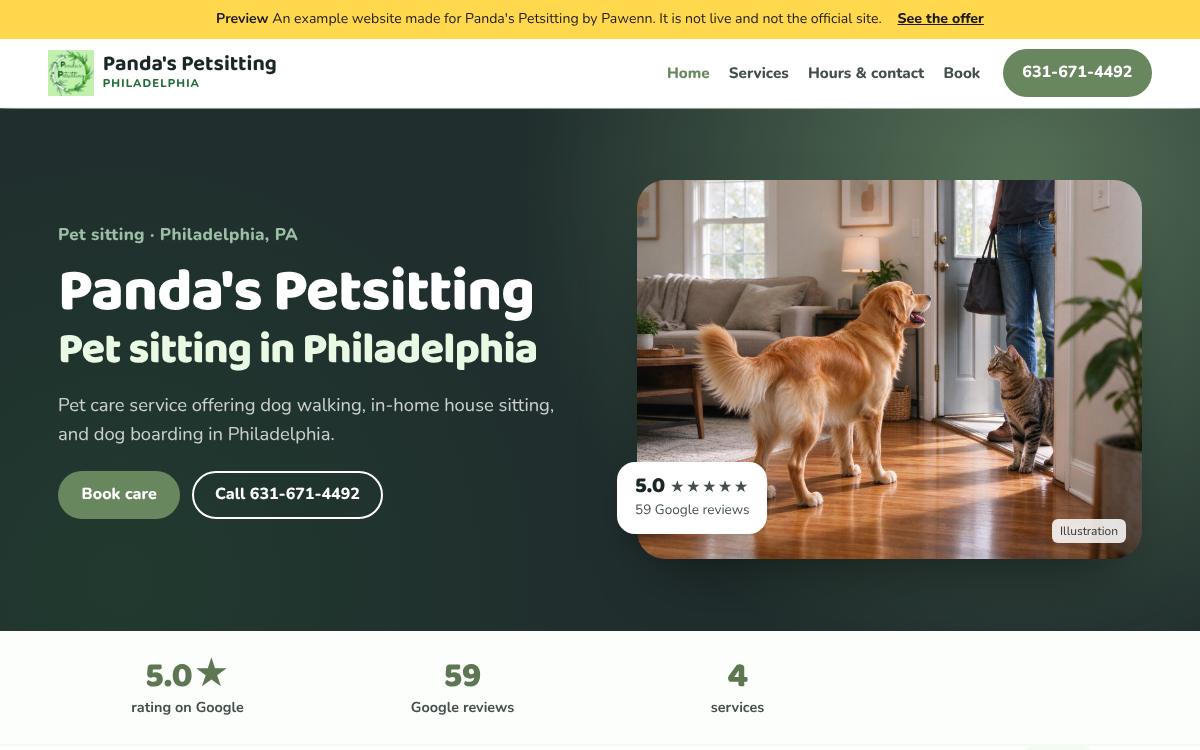 Preview An example website made for Panda's Petsitting by Pawenn. It is not live and not the official site. See the offer
Panda's Petsitting
PHILADELPHIA
Home Services Hours & contact Book 631-671-4492
Pet sitting · Philadelphia, PA
Panda's Petsitting
Pet sitting in Philadelphia
Pet care service offering dog walking, in-home house sitting,
and dog boarding in Philadelphia.
Book care Call 631-671-4492
5.0 ★★★★★
59 Google reviews
Illustration
5.0★ 59 4
rating on Google Google reviews services